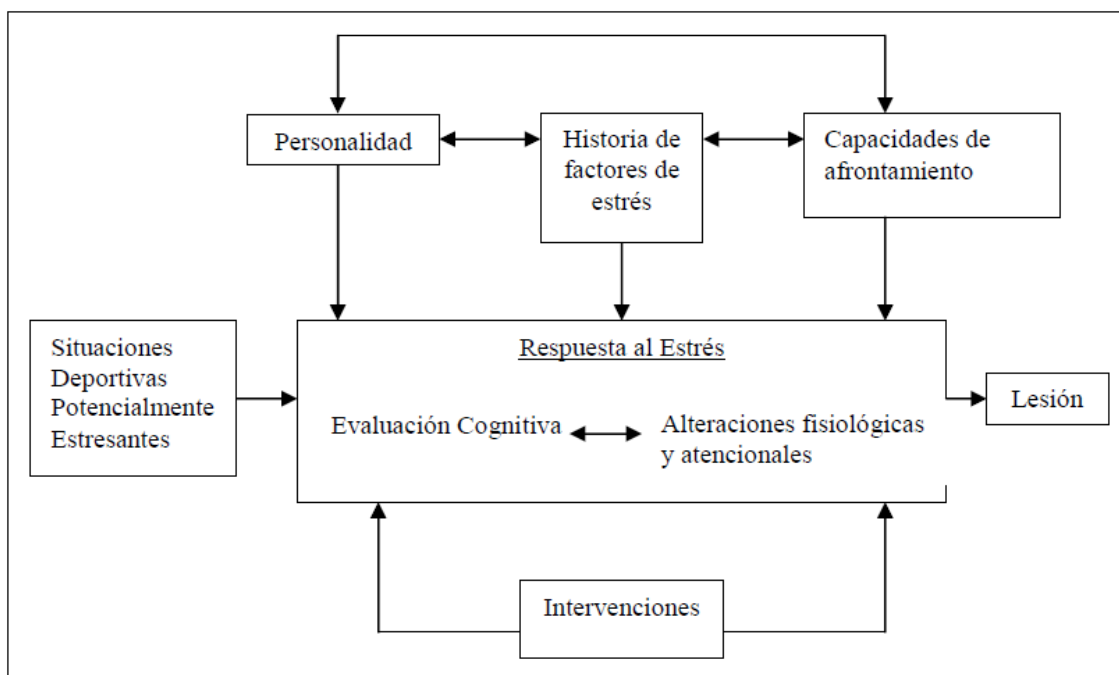 Personalidad
Historia de
factores de
estrés
Capacidades de
afrontamiento
Situaciones
Deportivas
Potencialmente
Estresantes
Respuesta al Estrés
Evaluación Cognitiva
Alteraciones fisiológicas
y atencionales
Lesión
Intervenciones